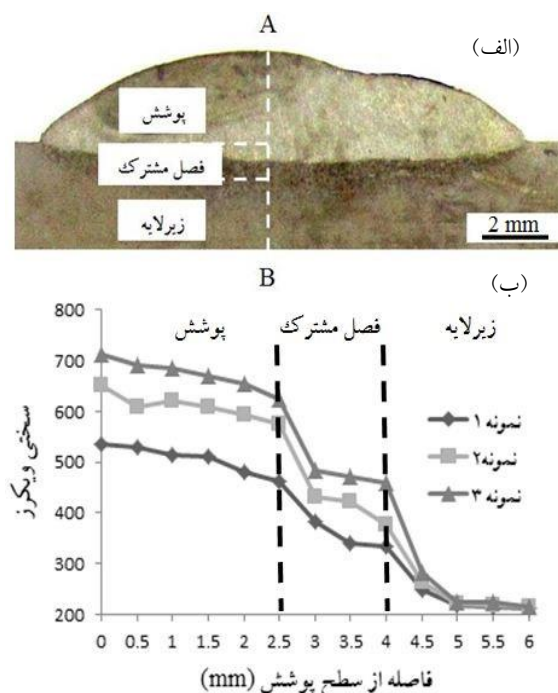 A
(الف)
پوشش
فصل مشترك
زیرلایه
2 mm
B
(ب)
800
700
600
500
400
300
200
سختی ویکرز
پوشش
فصل مشترك
زیرلایه
نمونه ۱
نمونه۲
نمونه ۳
0 0.5 1 1.5 2 2.5 3 3.5 4 4.5 5 5.5 6
فاصله از سطح پوشش (mm)